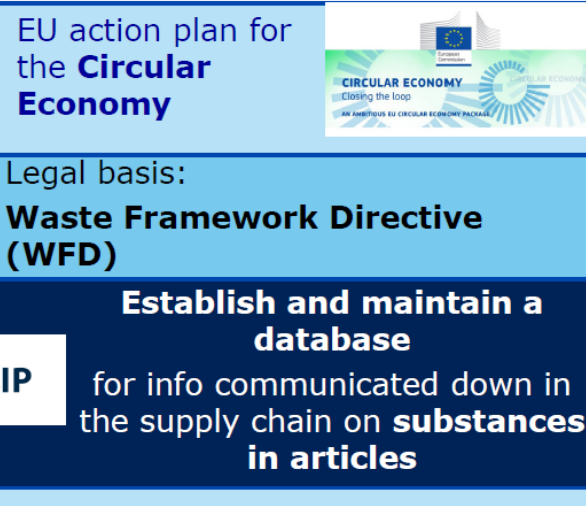 EU action plan for
the Circular
Economy
European
Commission
CIRCULAR ECONOMY
Closing the loop
AN AMBITIOUS EU CIRCULAR ECONOMY PACKAGE
CIRCULAR ECONOMY
Legal basis:
Waste Framework Directive
(WFD)
Establish and maintain a
database
IP
for info communicated down in
the supply chain on substances
in articles